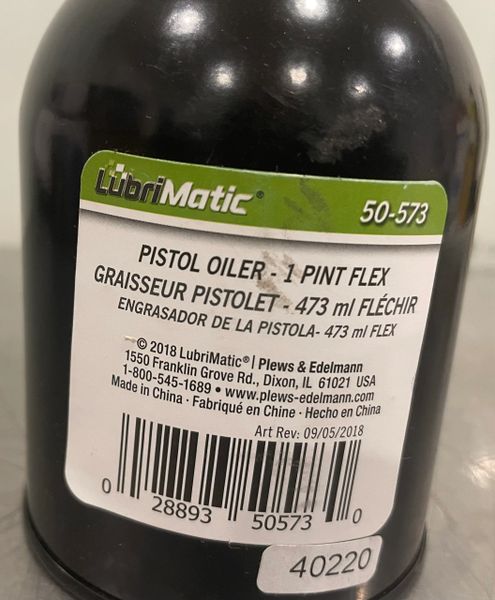 LubriMatic®
50-573
PISTOL OILER - 1 PINT FLEX
GRAISSEUR PISTOLET - 473 ml FLÉCHIR
ENGRASADOR DE LA PISTOLA- 473 ml FLEX
© 2018 LubriMatic® | Plews & Edelmann
1550 Franklin Grove Rd., Dixon, IL 61021 USA
1-800-545-1689 • www.plews-edelmann.com
Made in China · Fabriqué en Chine · Hecho en China
Art Rev: 09/05/2018
0 28893 50573 0
40220